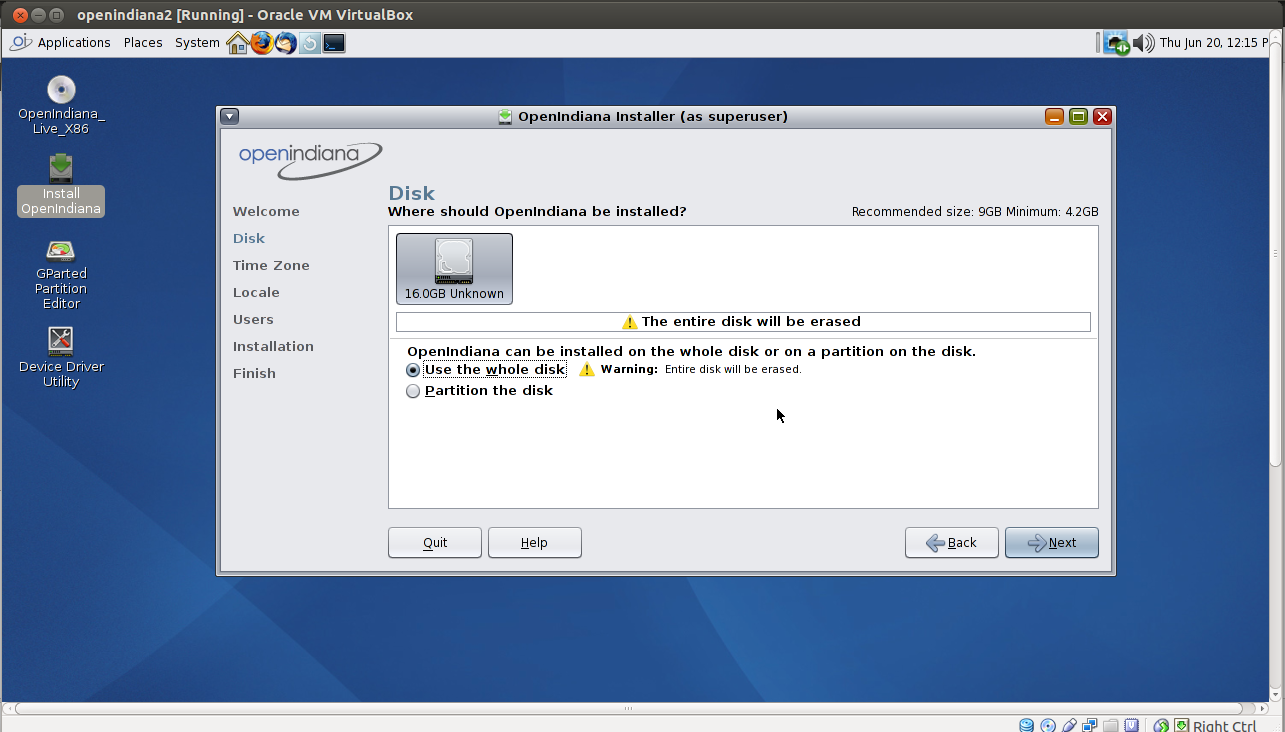 openindiana2 [Running] - Oracle VM VirtualBox
Applications Places System Thu Jun 20, 12:15 P
OpenIndiana_
Live_X86
Install
OpenIndiana
GParted
Partition
Editor
Device Driver
Utility
OpenIndiana Installer (as superuser)
openindiana
Welcome
Disk
Time Zone
Locale
Users
Installation
Finish
Disk
Where should OpenIndiana be installed? Recommended size: 9GB Minimum: 4.2GB
16.0GB Unknown
The entire disk will be erased
OpenIndiana can be installed on the whole disk or on a partition on the disk.
Use the whole disk Warning: Entire disk will be erased.
Partition the disk
Quit Help Back Next
Right Ctrl